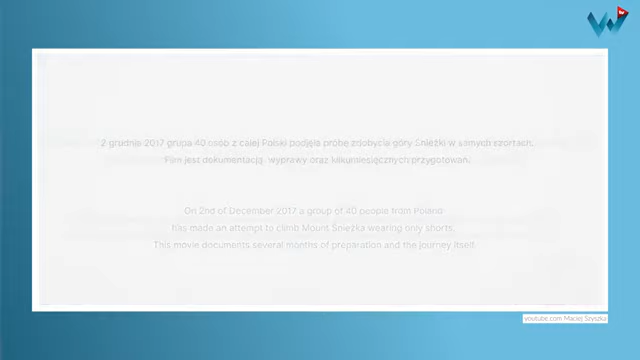 2 grudnia 2017 grupa 40 osób z całej Polski podjęła próbę zdobycia góry Śnieżki w samych szortach.
Film jest dokumentacją wyprawy oraz kilkumiesięcznych przygotowań.
On 2nd of December 2017 a group of 40 people from Poland
has made an attempt to climb Mount Śnieżka wearing only shorts.
This movie documents several months of preparation and the journey itself.
youtube.com Maciej Szyszka